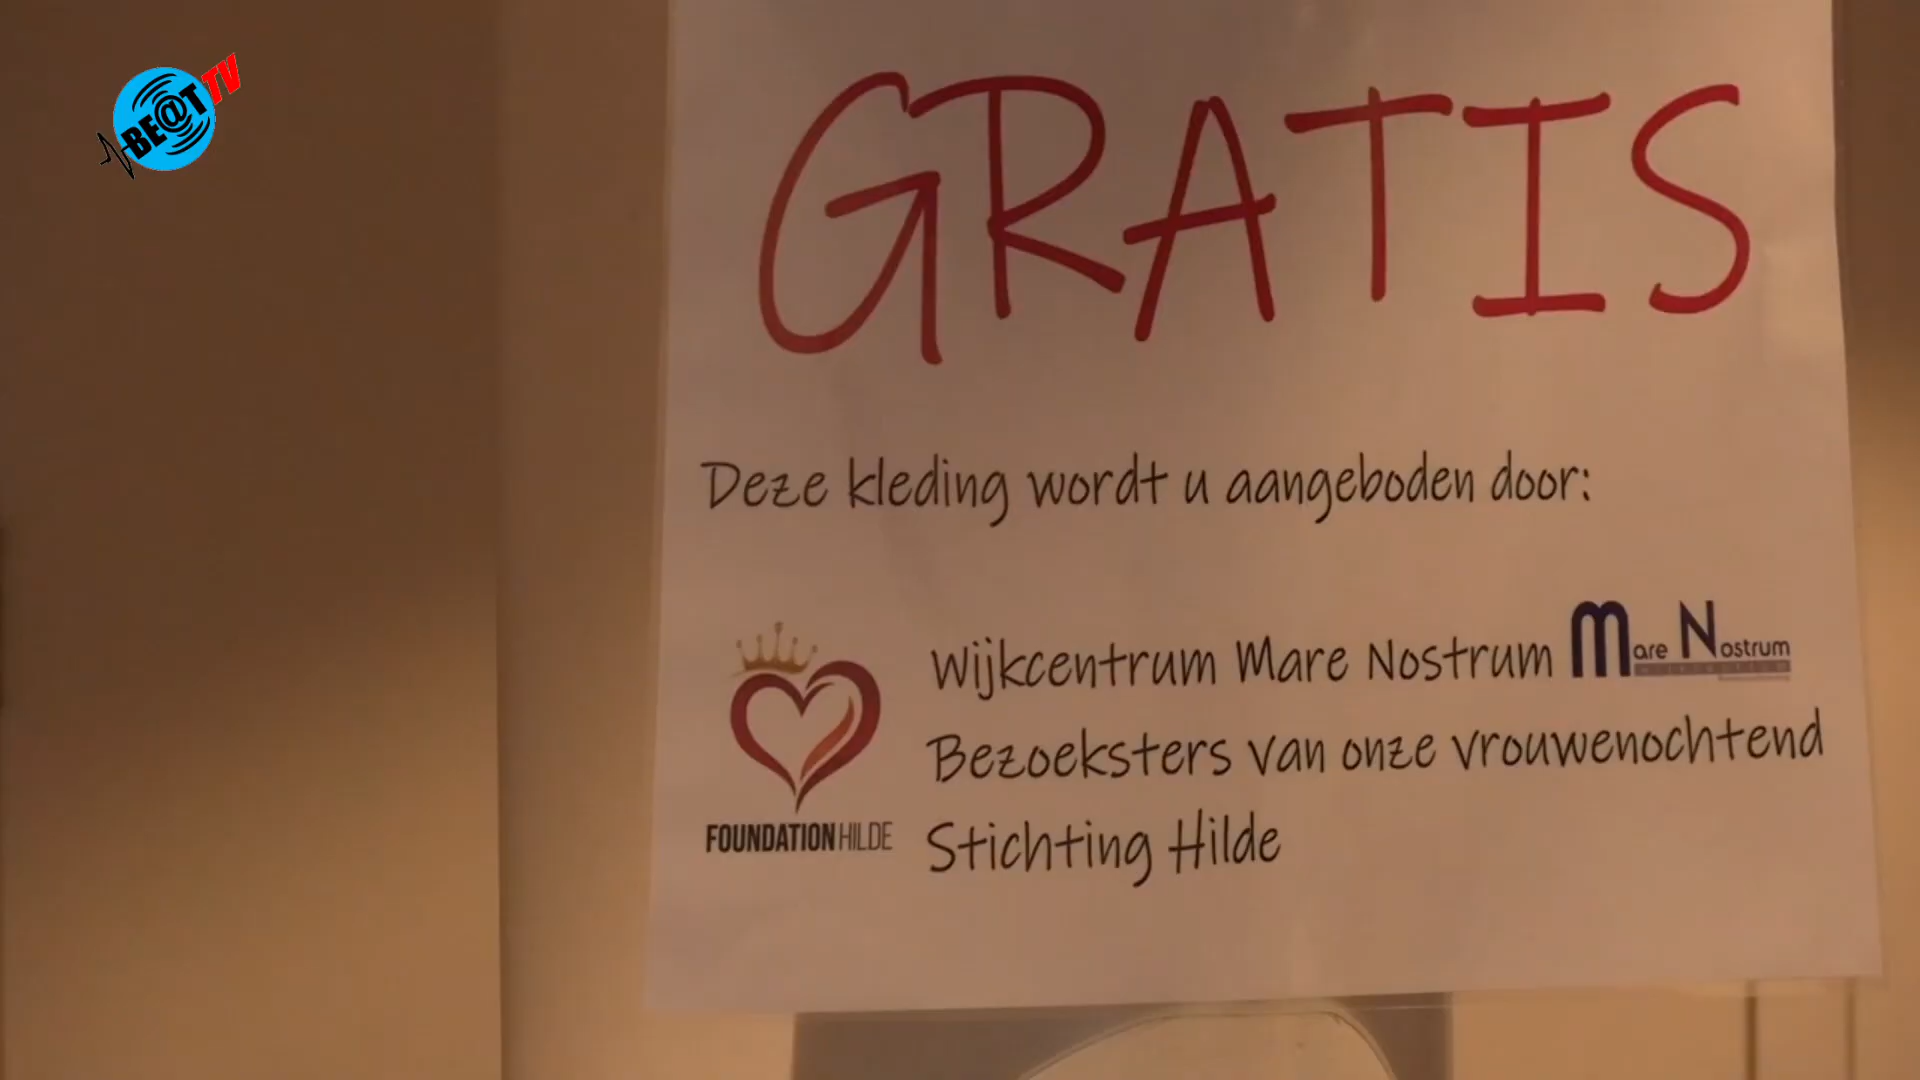 BE@T TV
GRATIS
Deze kleding wordt u aangeboden door:
Wijkcentrum Mare Nostrum Mare Nostrum
Bezoeksters van onze vrouwenochtend
FOUNDATION HILDE Stichting Hilde